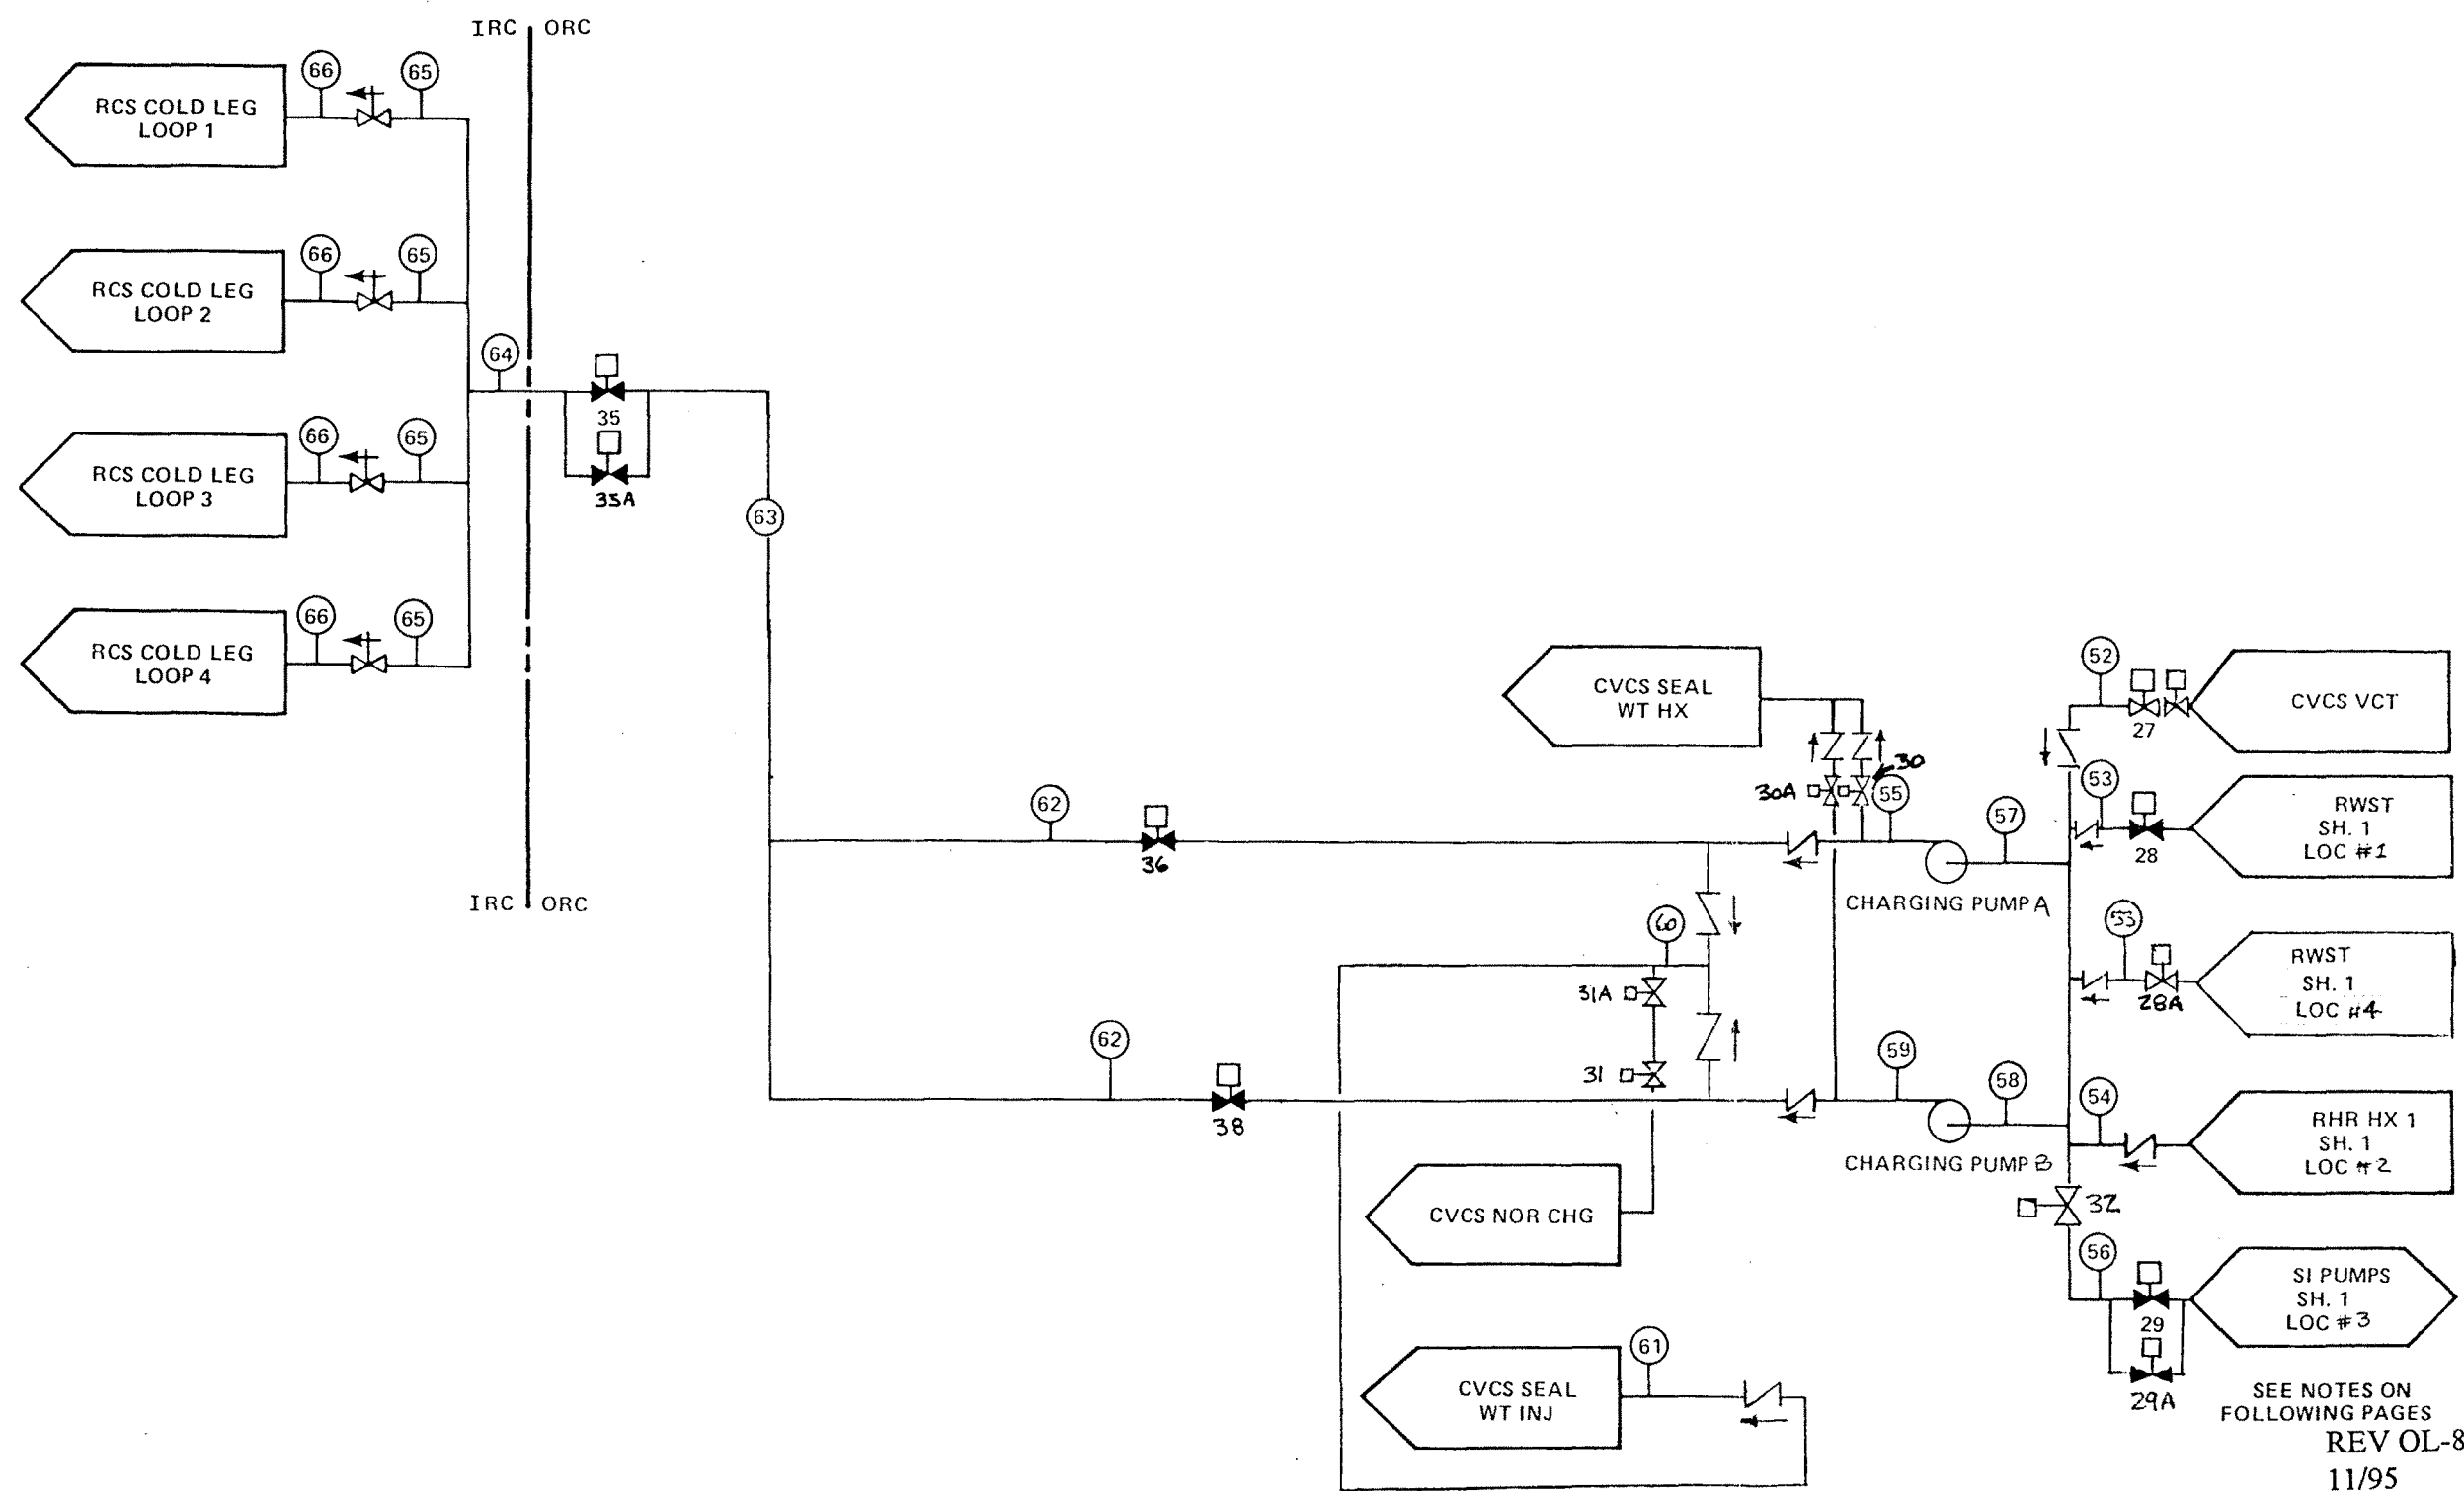 IRC ORC
66
65
RCS COLD LEG
LOOP 1
66
65
RCS COLD LEG
LOOP 2
64
35
35A
66
65
RCS COLD LEG
LOOP 3
63
66
65
RCS COLD LEG
LOOP 4
IRC ORC
CVCS SEAL
WT HX
52
CVCS VCT
27
30
30A
55
53
RWST
SH. 1
LOC #1
28
62
36
57
CHARGING PUMP A
60
53
RWST
SH. 1
LOC #4
28A
31A
31
62
38
59
58
CHARGING PUMP B
54
RHR HX 1
SH. 1
LOC #2
32
CVCS NOR CHG
56
SI PUMPS
SH. 1
LOC #3
29
29A
61
CVCS SEAL
WT INJ
SEE NOTES ON
FOLLOWING PAGES
REV OL-8
11/95